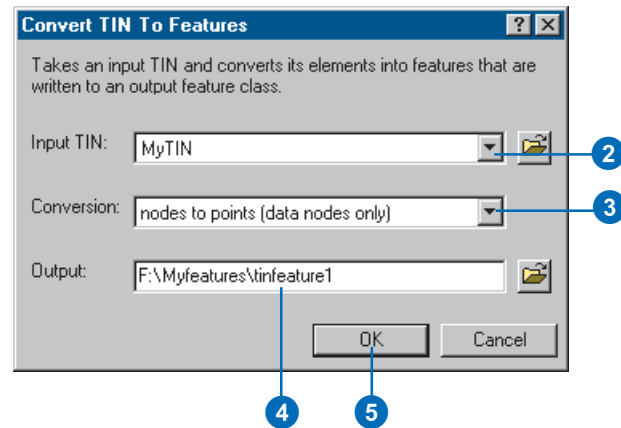 Convert TIN To Features
Takes an input TIN and converts its elements into features that are
written to an output feature class.
Input TIN: MyTIN
2
Conversion: nodes to points (data nodes only)
3
Output: F:\Myfeatures\tinfeature1
OK Cancel
4 5